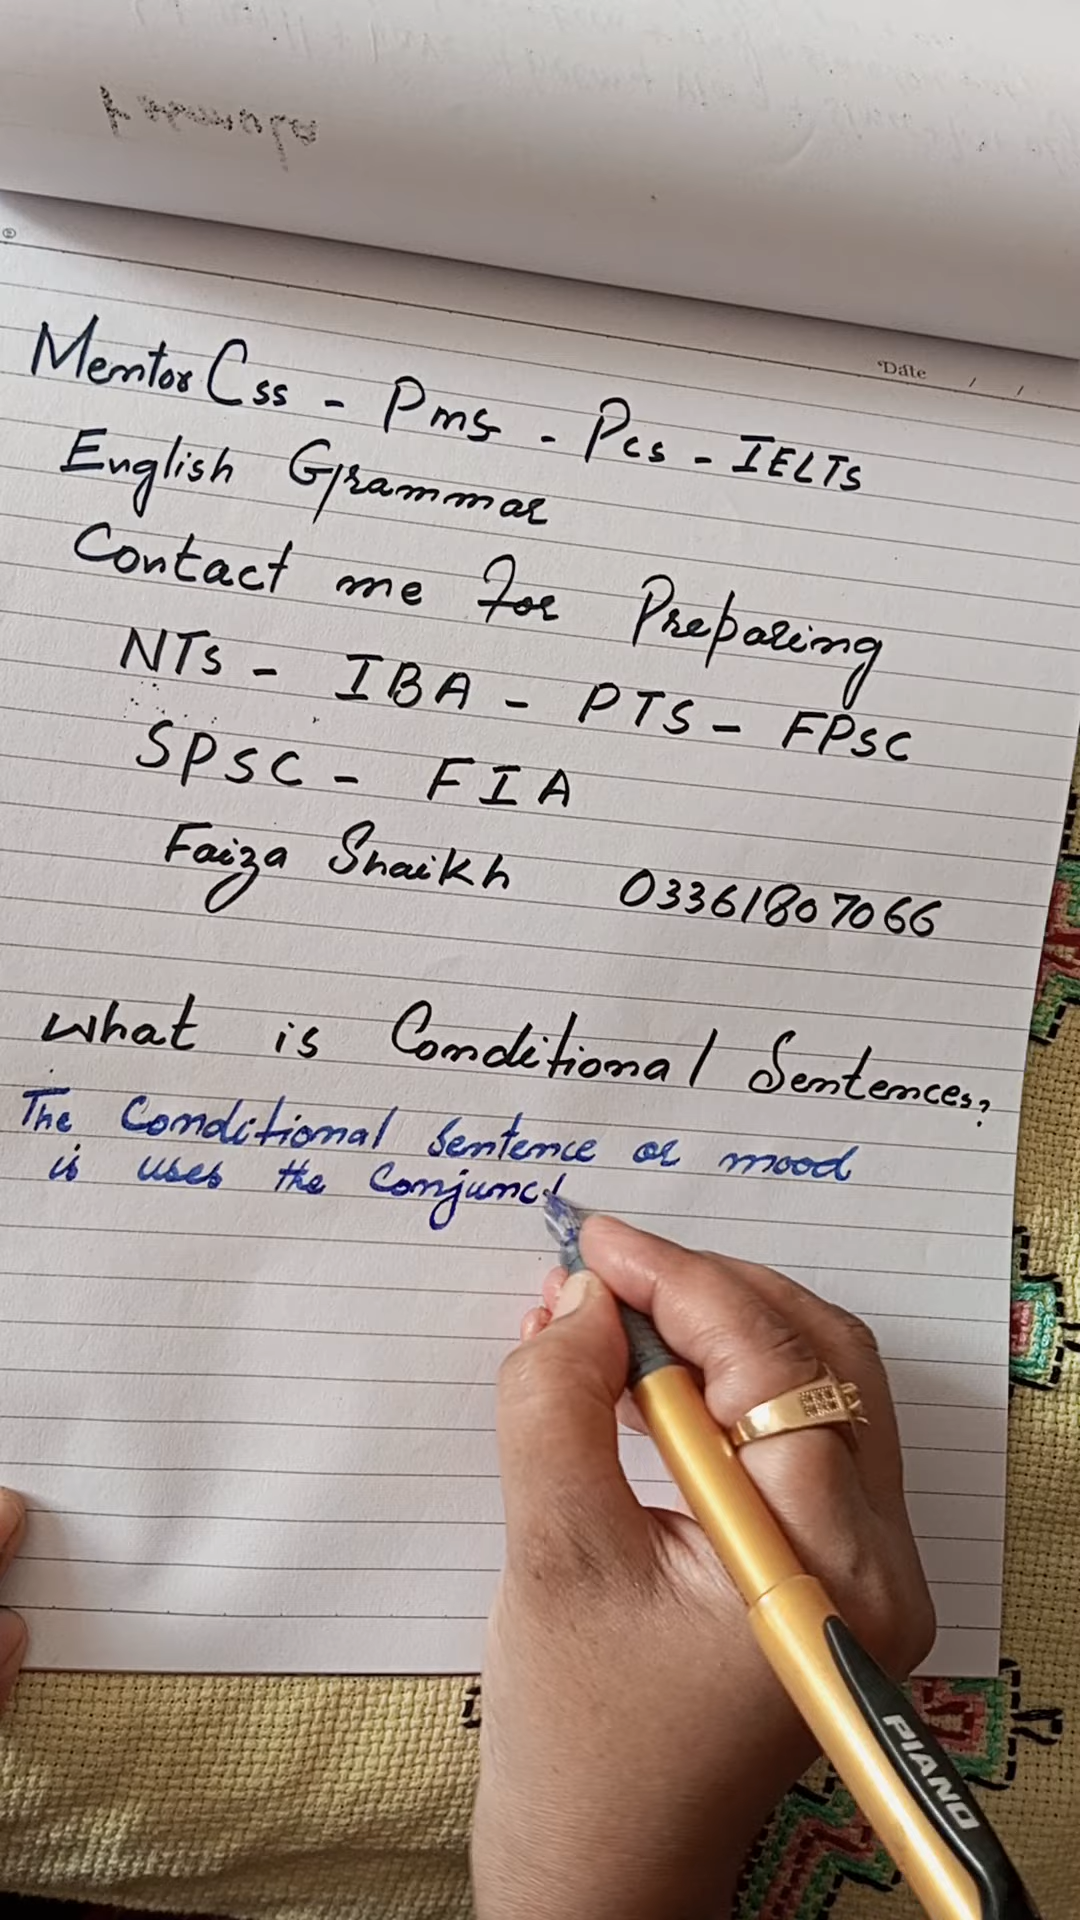 Date / /
Mentor Css - Pms - Pcs - IELTs
English Grammar
Contact me for Preparing
NTs - IBA - PTS - FPSC
SPSC - FIA
Faiza Shaikh 03361807066
What is Conditional Sentences?
The Conditional Sentence or mood
is uses the Conjunct
PIANO